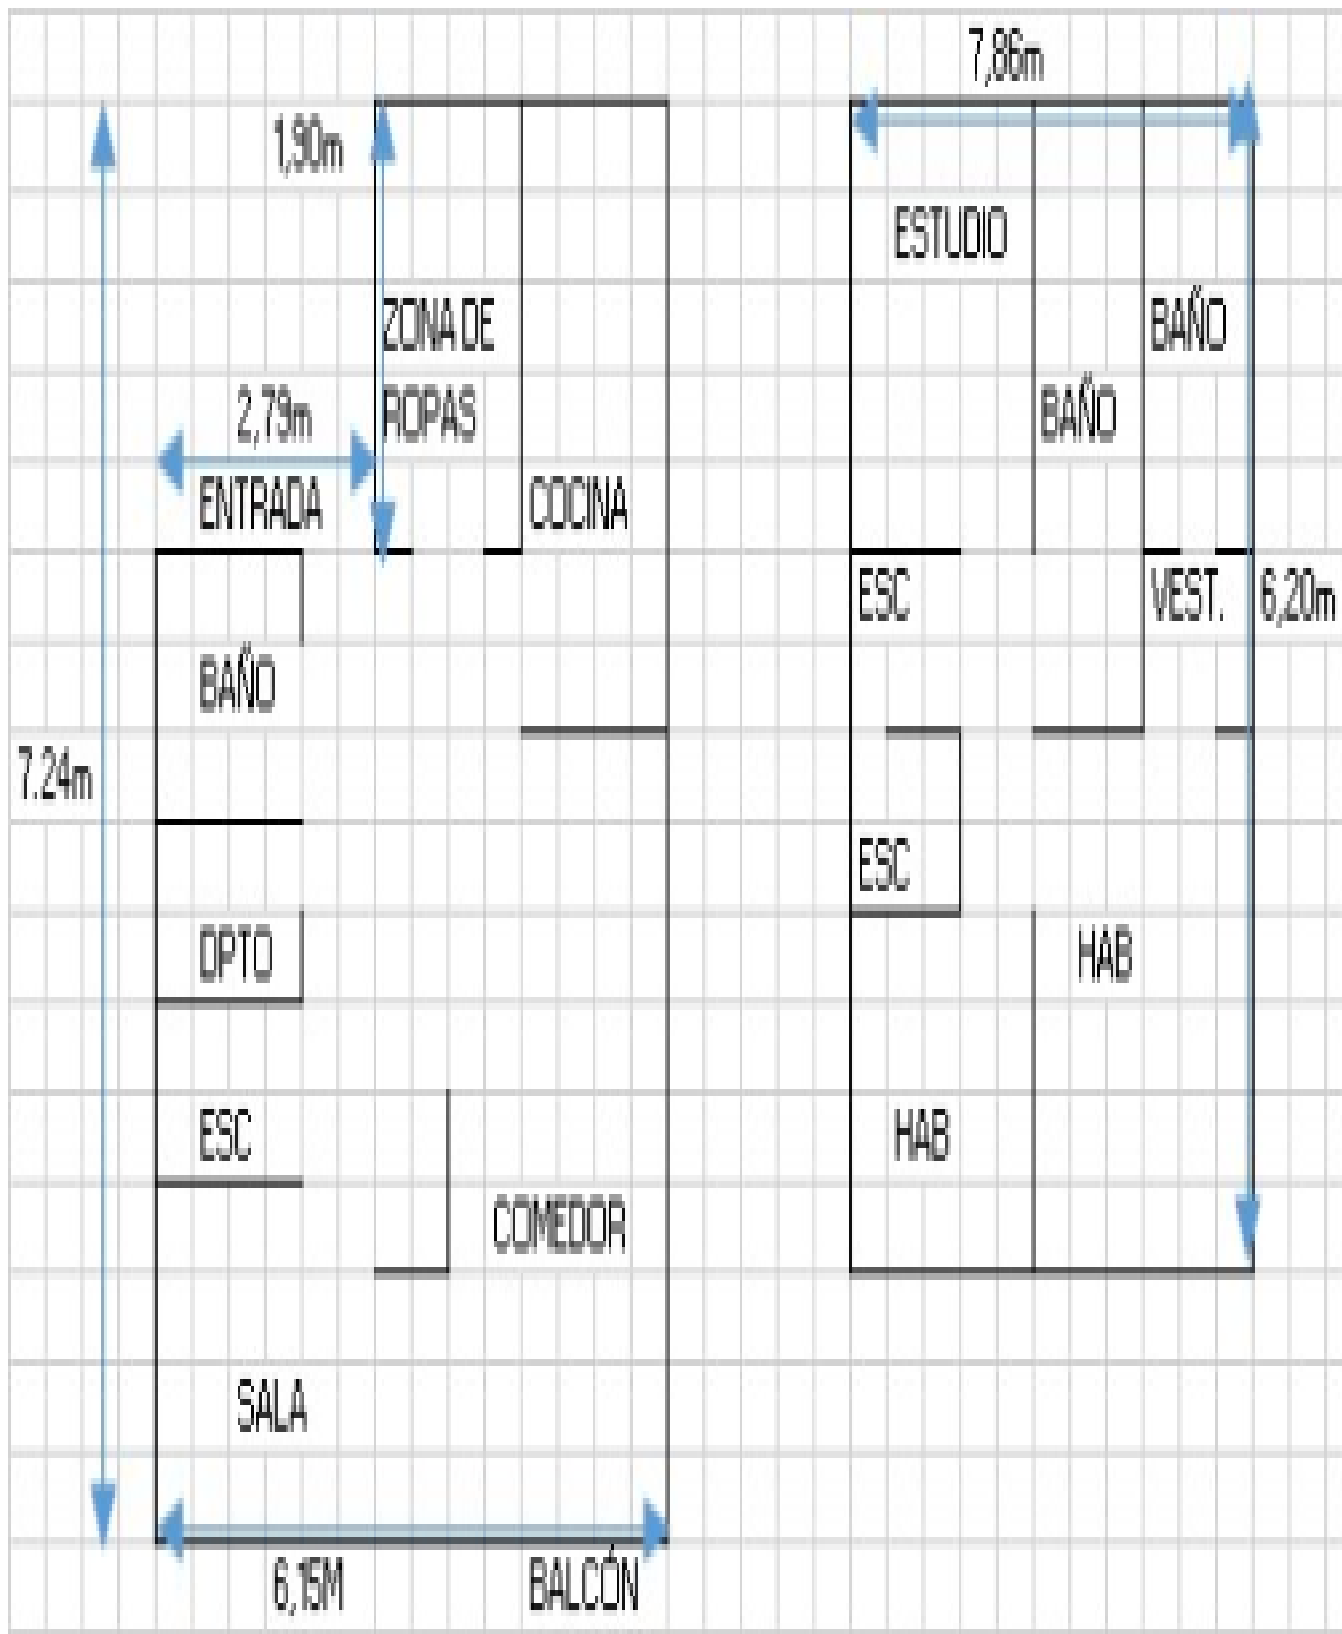 7,86m
1,90m
ESTUDIO
ZONA DE
ROPAS
BAÑO
BAÑO
2,79m
ENTRADA
COCINA
ESC
VEST.
6,20m
BAÑO
7.24m
ESC
DPTO
HAB
ESC
HAB
COMEDOR
SALA
6,15M
BALCÓN